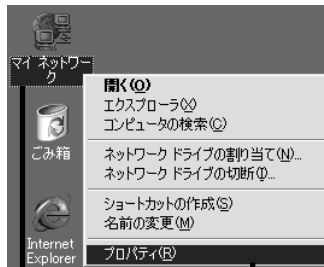 マイ ネットワー
ク
開く(O)
エクスプローラ(X)
コンピュータの検索(C)
ごみ箱
ネットワーク ドライブの割り当て(N)...
ネットワーク ドライブの切断(I)...
ショートカットの作成(S)
名前の変更(M)
Internet
Explorer
プロパティ(R)